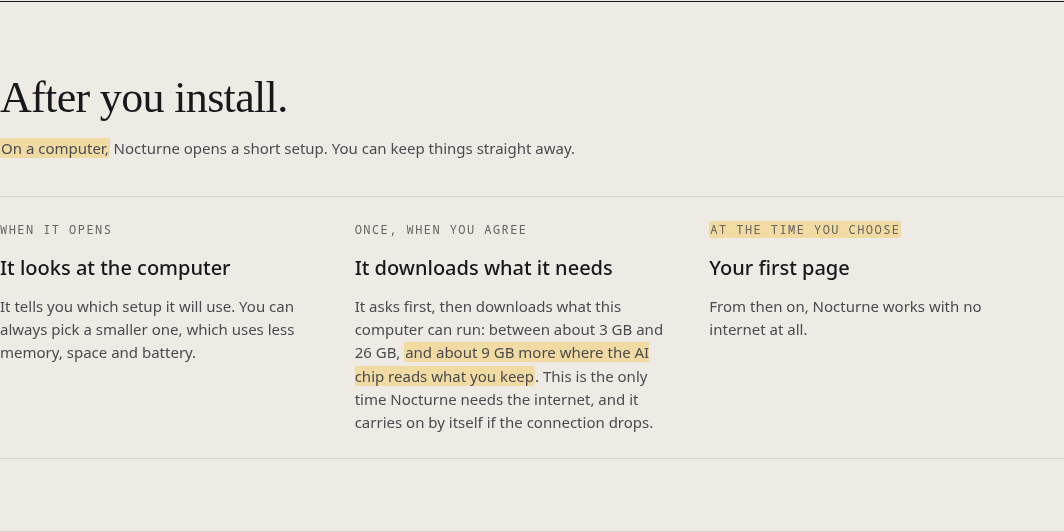 After you install.
On a computer, Nocturne opens a short setup. You can keep things straight away.
WHEN IT OPENS
It looks at the computer
It tells you which setup it will use. You can
always pick a smaller one, which uses less
memory, space and battery.
ONCE, WHEN YOU AGREE
It downloads what it needs
It asks first, then downloads what this
computer can run: between about 3 GB and
26 GB, and about 9 GB more where the AI
chip reads what you keep. This is the only
time Nocturne needs the internet, and it
carries on by itself if the connection drops.
AT THE TIME YOU CHOOSE
Your first page
From then on, Nocturne works with no
internet at all.